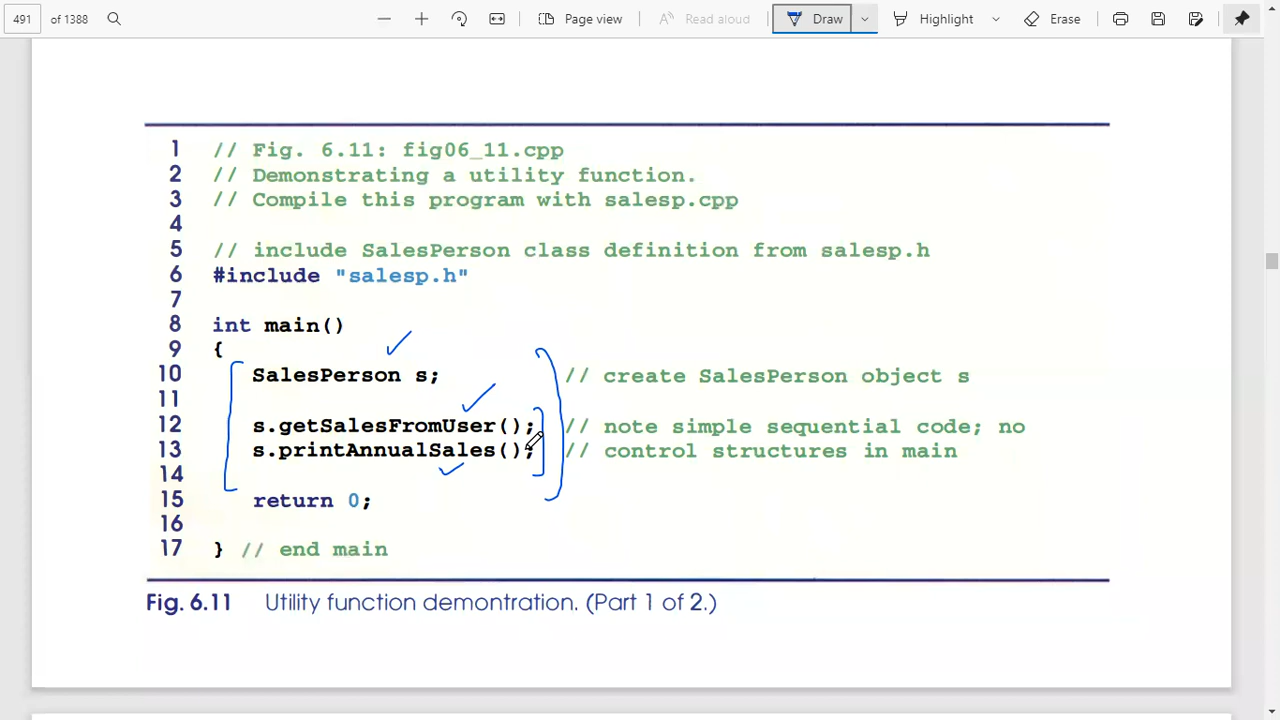 491 of 1388 Page view Read aloud Draw Highlight Erase
1 // Fig. 6.11: fig06_11.cpp
2 // Demonstrating a utility function.
3 // Compile this program with salesp.cpp
4
5 // include SalesPerson class definition from salesp.h
6 #include "salesp.h"
7
8 int main()
9 {
10 SalesPerson s; // create SalesPerson object s
11
12 s.getSalesFromUser(); // note simple sequential code; no
13 s.printAnnualSales(); // control structures in main
14
15 return 0;
16
17 } // end main
Fig. 6.11 Utility function demontration. (Part 1 of 2.)